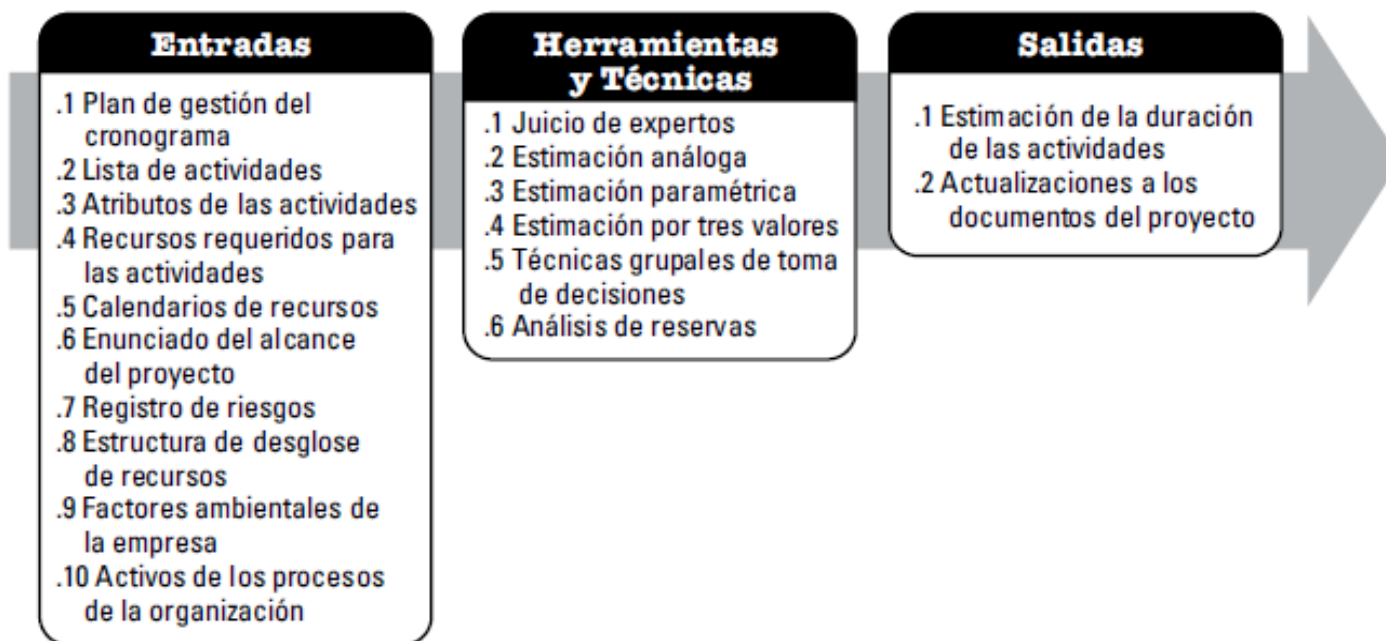 Entradas
.1 Plan de gestión del
cronograma
.2 Lista de actividades
.3 Atributos de las actividades
.4 Recursos requeridos para
las actividades
.5 Calendarios de recursos
.6 Enunciado del alcance
del proyecto
.7 Registro de riesgos
.8 Estructura de desglose
de recursos
.9 Factores ambientales de
la empresa
.10 Activos de los procesos
de la organización
Herramientas
y Técnicas
.1 Juicio de expertos
.2 Estimación análoga
.3 Estimación paramétrica
.4 Estimación por tres valores
.5 Técnicas grupales de toma
de decisiones
.6 Análisis de reservas
Salidas
.1 Estimación de la duración
de las actividades
.2 Actualizaciones a los
documentos del proyecto